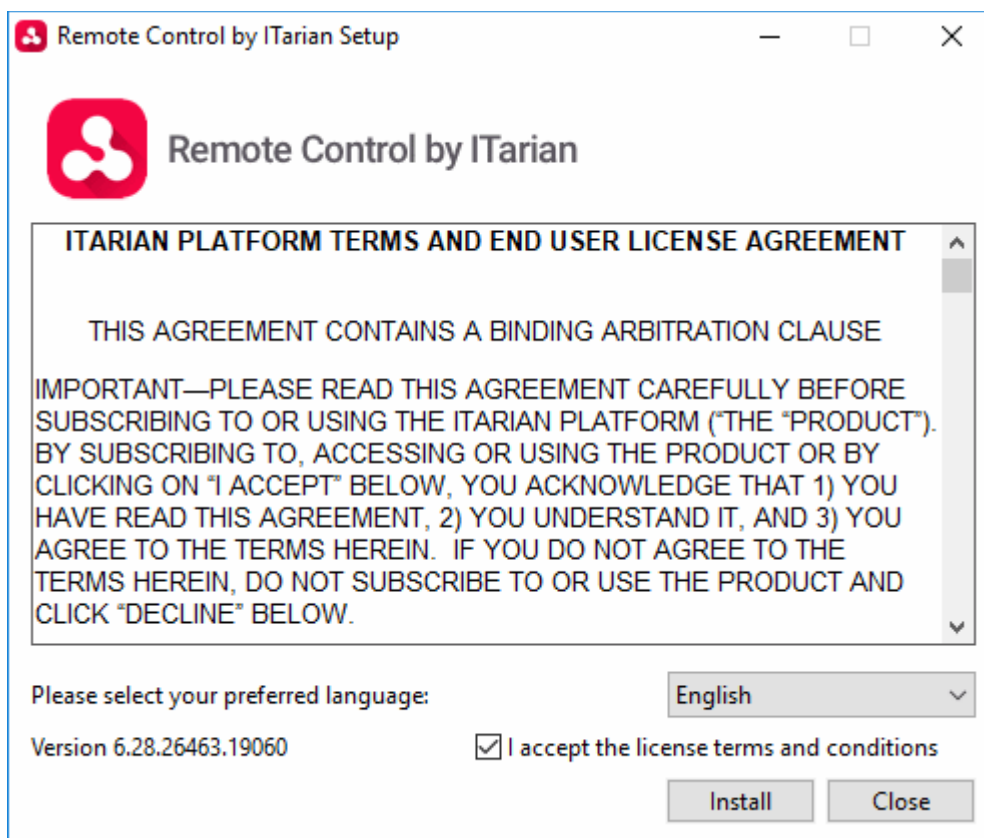 Remote Control by ITarian Setup
Remote Control by ITarian
ITARIAN PLATFORM TERMS AND END USER LICENSE AGREEMENT
THIS AGREEMENT CONTAINS A BINDING ARBITRATION CLAUSE
IMPORTANT—PLEASE READ THIS AGREEMENT CAREFULLY BEFORE
SUBSCRIBING TO OR USING THE ITARIAN PLATFORM (“THE “PRODUCT”).
BY SUBSCRIBING TO, ACCESSING OR USING THE PRODUCT OR BY
CLICKING ON “I ACCEPT” BELOW, YOU ACKNOWLEDGE THAT 1) YOU
HAVE READ THIS AGREEMENT, 2) YOU UNDERSTAND IT, AND 3) YOU
AGREE TO THE TERMS HEREIN.  IF YOU DO NOT AGREE TO THE
TERMS HEREIN, DO NOT SUBSCRIBE TO OR USE THE PRODUCT AND
CLICK “DECLINE” BELOW.
Please select your preferred language:
English
Version 6.28.26463.19060
I accept the license terms and conditions
Install
Close